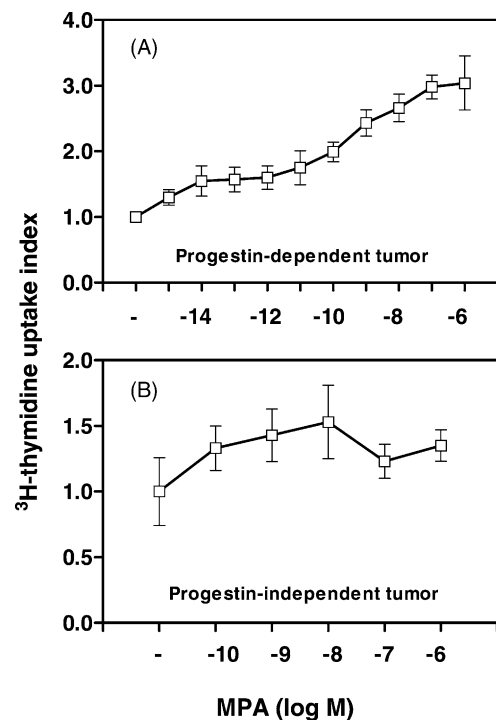 4.0
(A)
3.0
2.0
1.0
Progestin-dependent tumor
0.0
- -14 -12 -10 -8 -6
³H-thymidine uptake index
2.0
(B)
1.5
1.0
0.5
Progestin-independent tumor
0.0
- -10 -9 -8 -7 -6
MPA (log M)